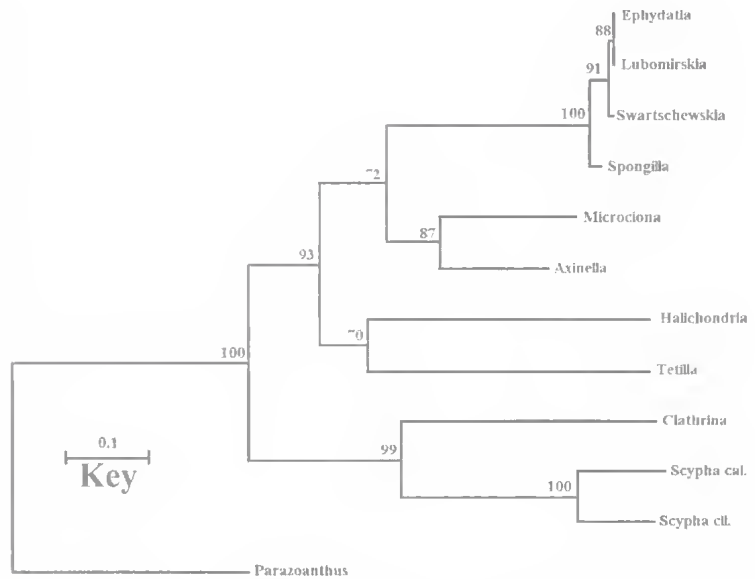 Ephydatia
88
Lubomirskia
91
Swartschewskia
100
Spongilla
72
Microciona
87
Axinella
93
Halichondria
70
Tetilla
100
Clathrina
0.1
Key
99
Scypha cal.
100
Scypha cil.
Parazoanthus